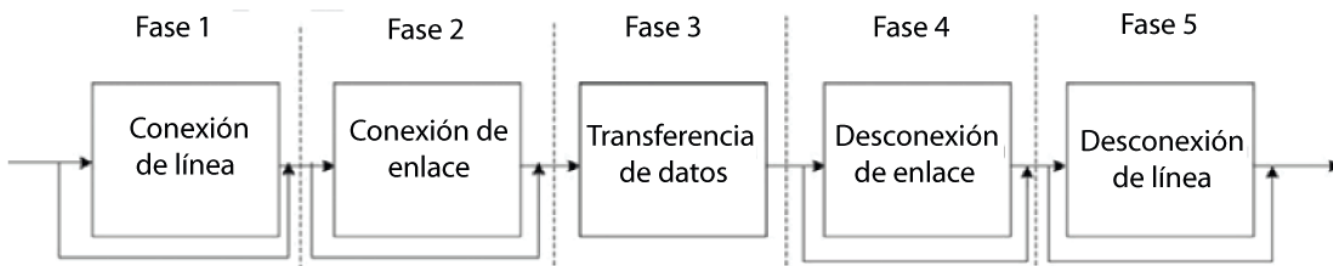 Fase 1
Fase 2
Fase 3
Fase 4
Fase 5
Conexión
de línea
Conexión de
enlace
Transferencia
de datos
Desconexión
de enlace
Desconexión
de línea